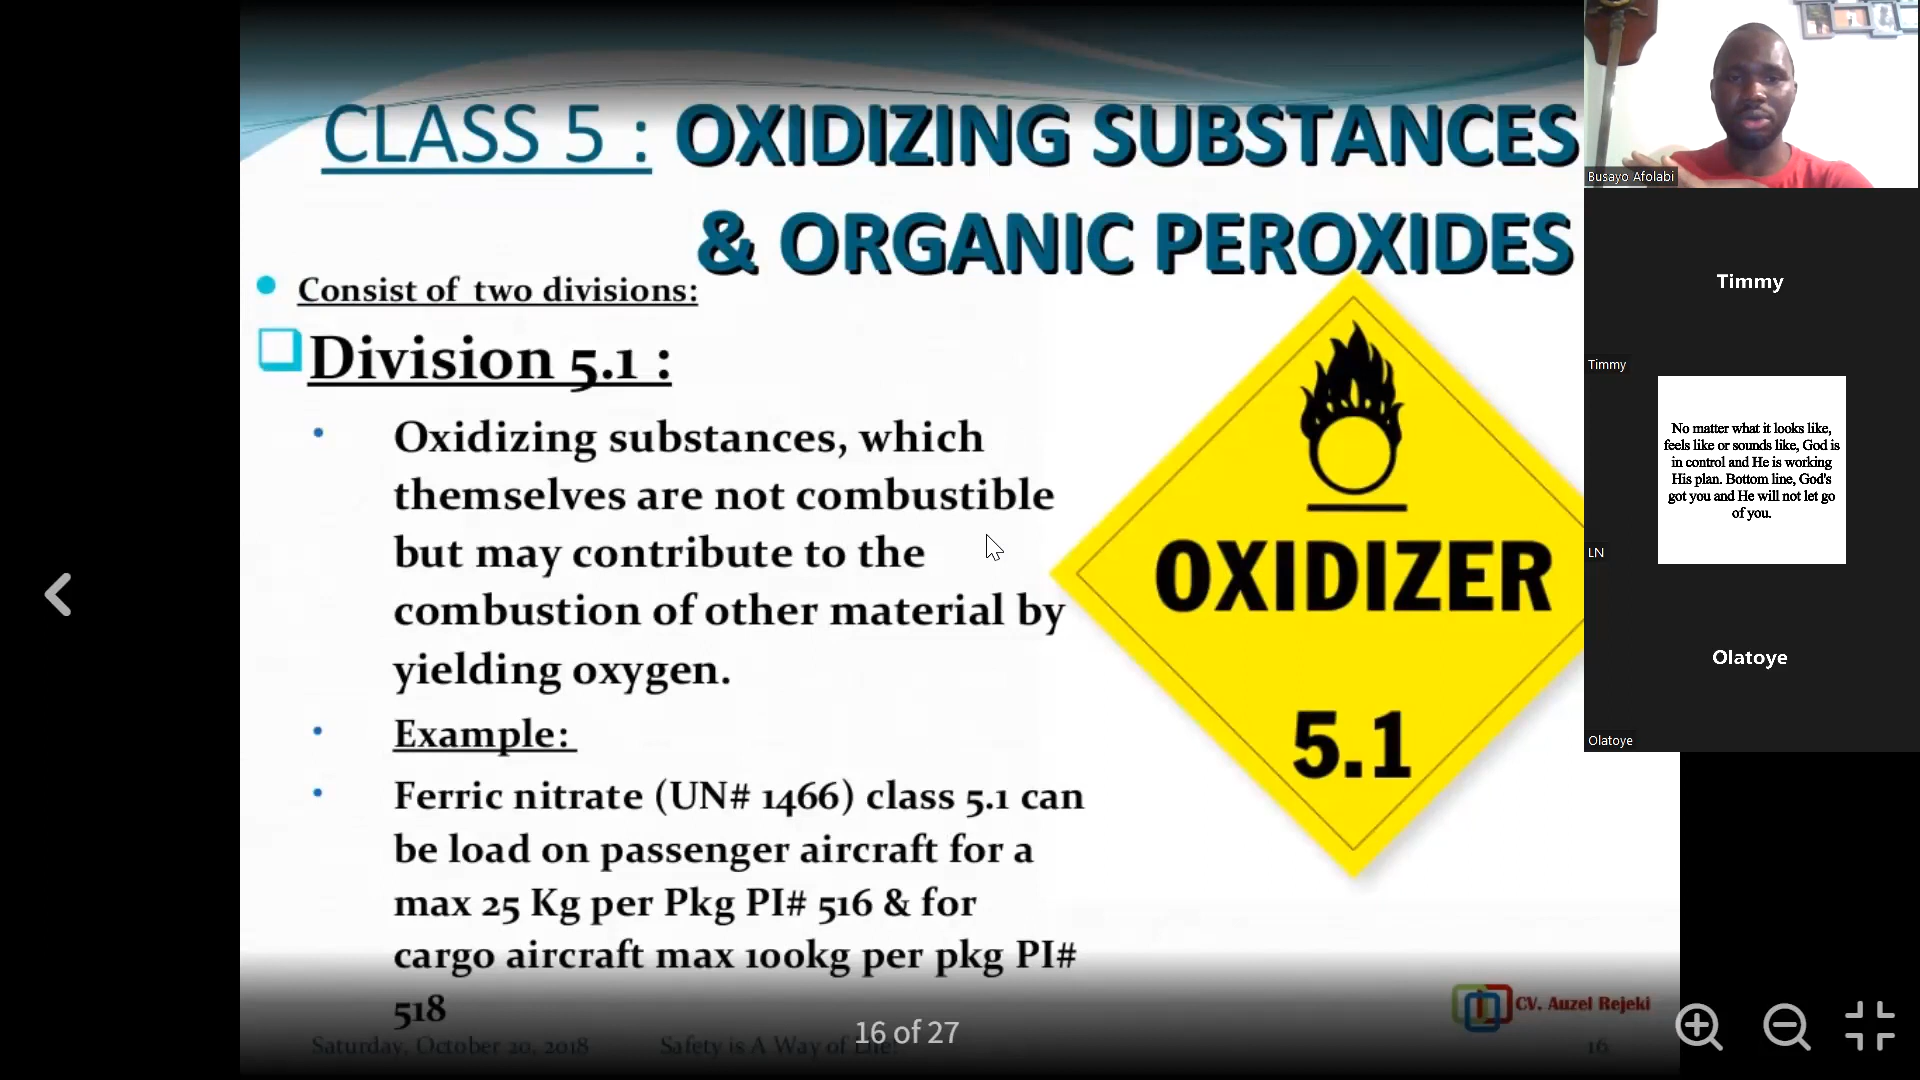 CLASS 5 : OXIDIZING SUBSTANCES
& ORGANIC PEROXIDES
Consist of two divisions:
Division 5.1 :
Oxidizing substances, which
themselves are not combustible
but may contribute to the
combustion of other material by
yielding oxygen.
Example:
Ferric nitrate (UN# 1466) class 5.1 can
be load on passenger aircraft for a
max 25 Kg per Pkg PI# 516 & for
cargo aircraft max 100kg per pkg PI#
518
OXIDIZER
5.1
CV. Auzel Rejeki
Saturday, October 20, 2018
Safety is A Way of Life!
16
16 of 27
Busayo Afolabi
Timmy
Timmy
No matter what it looks like,
feels like or sounds like, God is
in control and He is working
His plan. Bottom line, God's
got you and He will not let go
of you.
LN
Olatoye
Olatoye